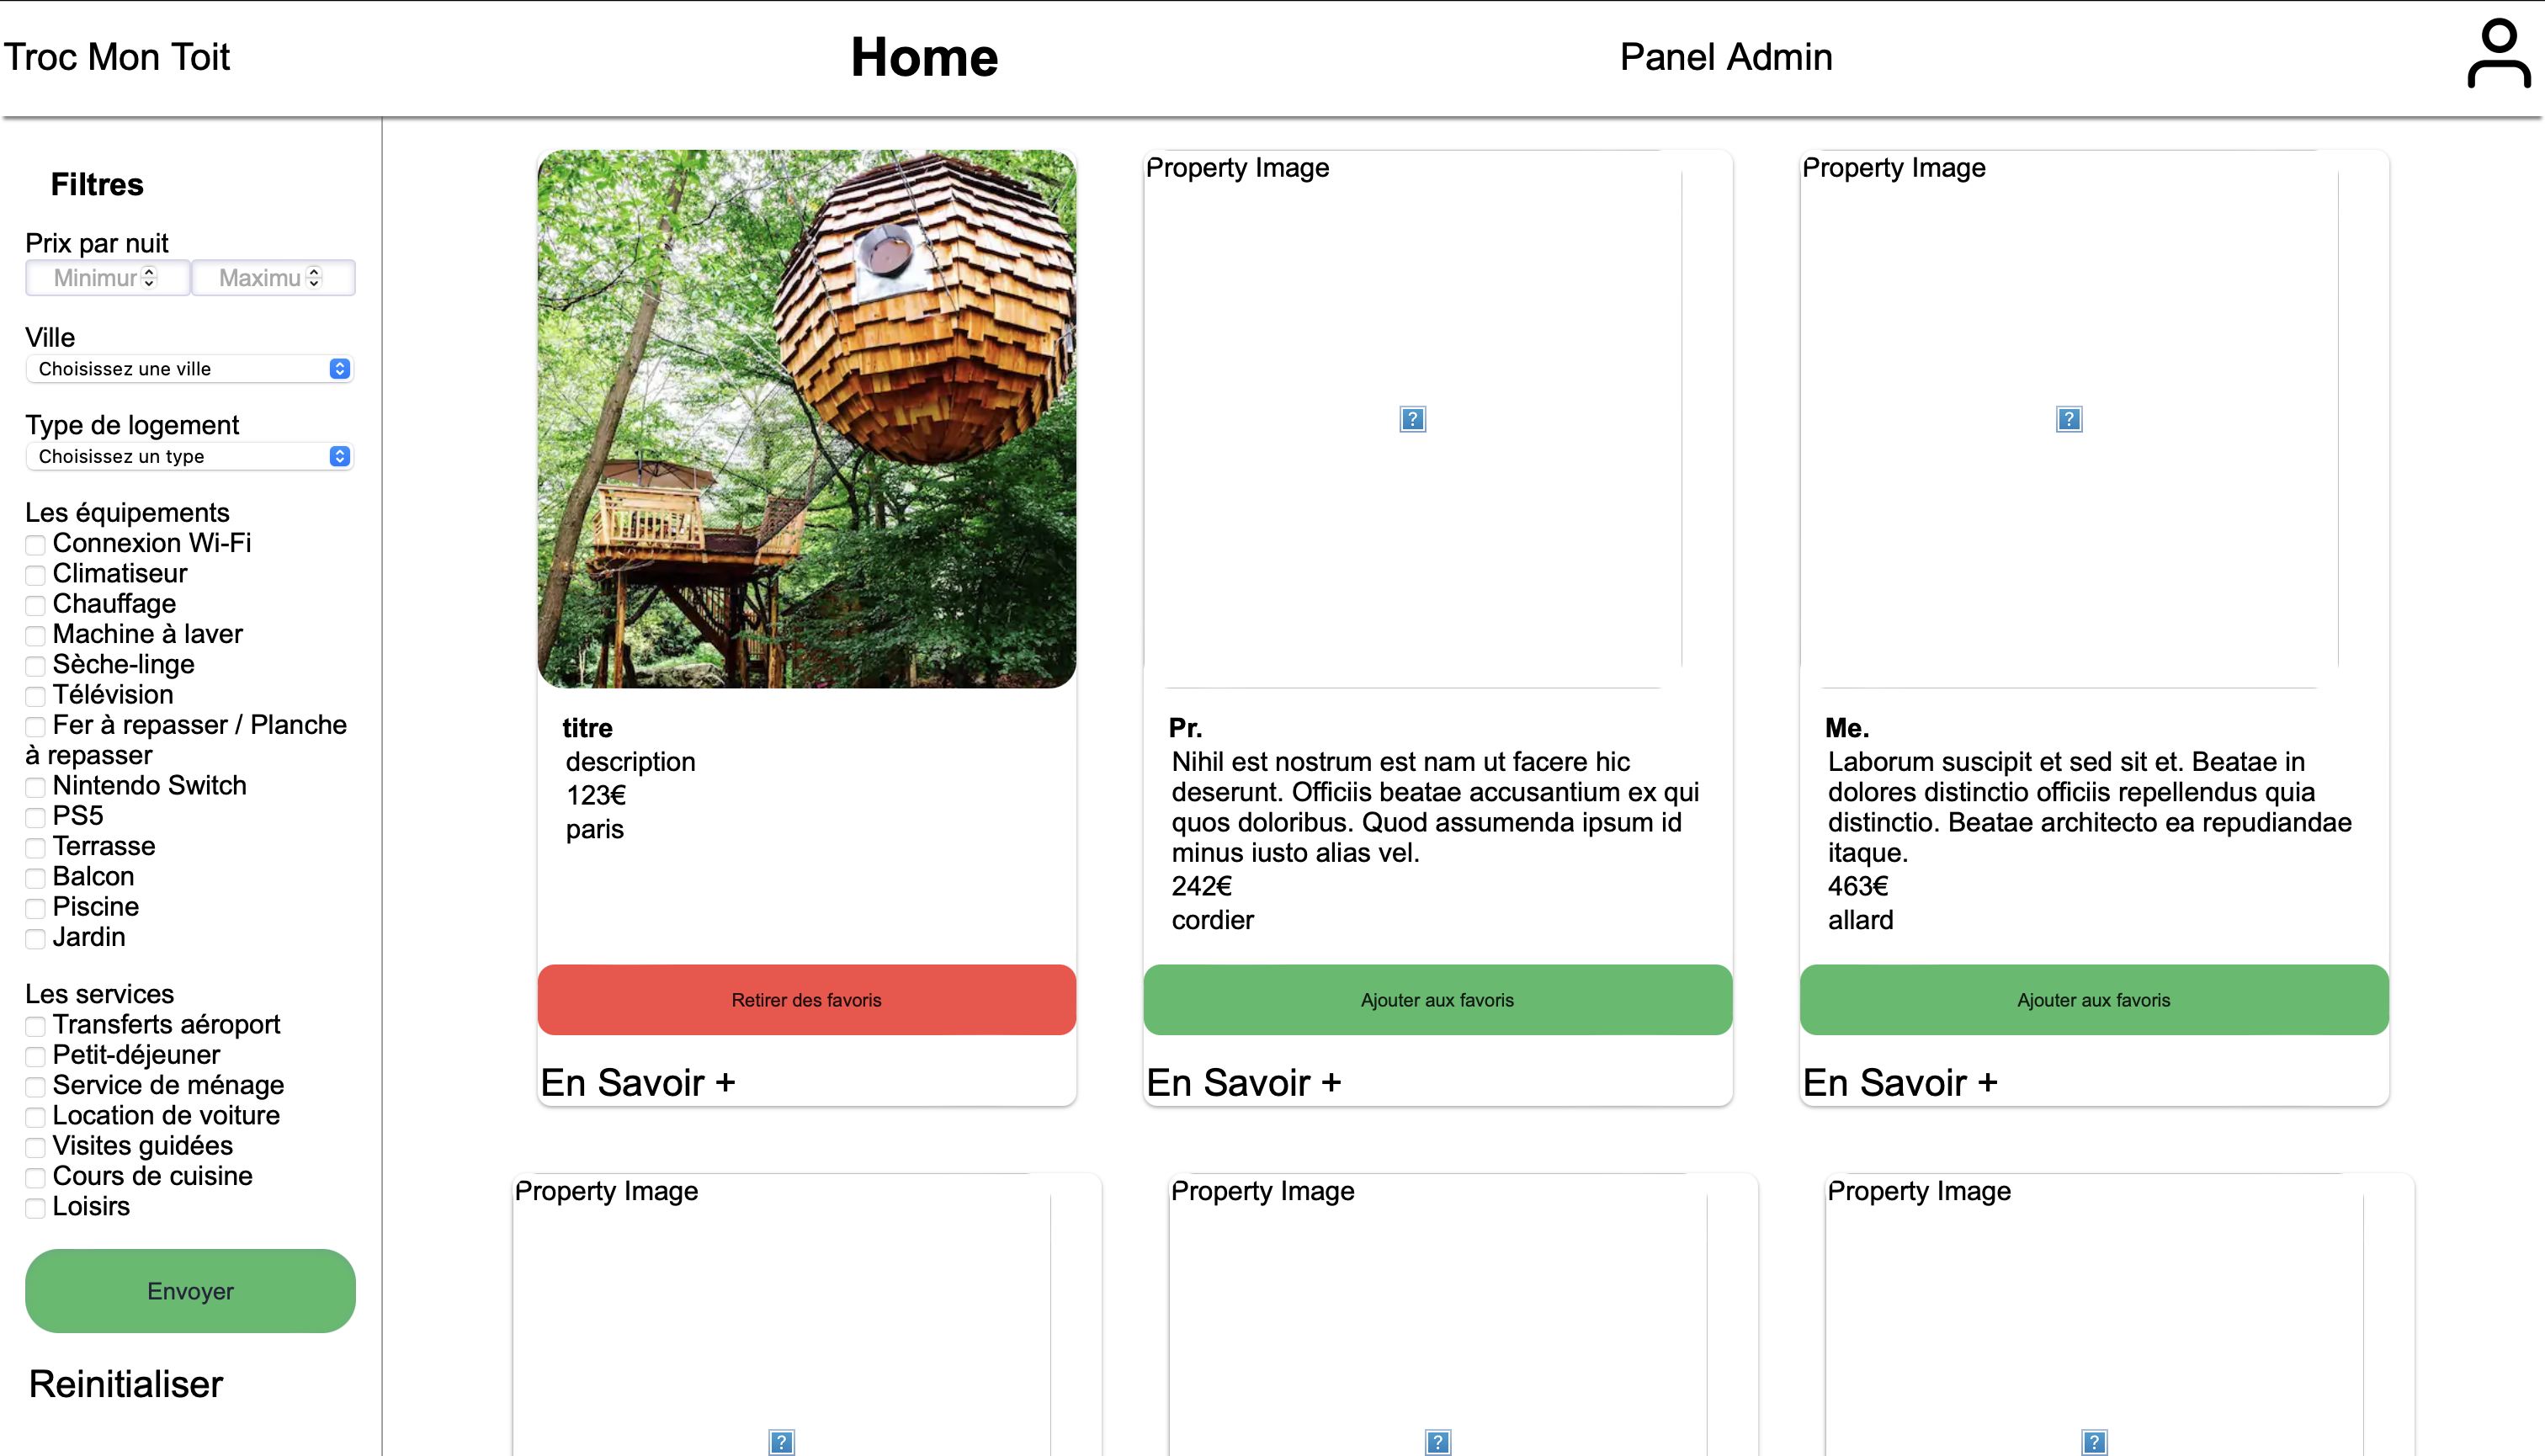 Troc Mon Toit
Home
Panel Admin
Filtres
Prix par nuit
Minimur
Maximu
Ville
Choisissez une ville
Type de logement
Choisissez un type
Les équipements
Connexion Wi-Fi
Climatiseur
Chauffage
Machine à laver
Sèche-linge
Télévision
Fer à repasser / Planche
à repasser
Nintendo Switch
PS5
Terrasse
Balcon
Piscine
Jardin
Les services
Transferts aéroport
Petit-déjeuner
Service de ménage
Location de voiture
Visites guidées
Cours de cuisine
Loisirs
Envoyer
Reinitialiser
titre
description
123€
paris
Retirer des favoris
En Savoir +
Property Image
?
Pr.
Nihil est nostrum est nam ut facere hic
deserunt. Officiis beatae accusantium ex qui
quos doloribus. Quod assumenda ipsum id
minus iusto alias vel.
242€
cordier
Ajouter aux favoris
En Savoir +
Property Image
?
Me.
Laborum suscipit et sed sit et. Beatae in
dolores distinctio officiis repellendus quia
distinctio. Beatae architecto ea repudiandae
itaque.
463€
allard
Ajouter aux favoris
En Savoir +
Property Image
?
Property Image
?
Property Image
?